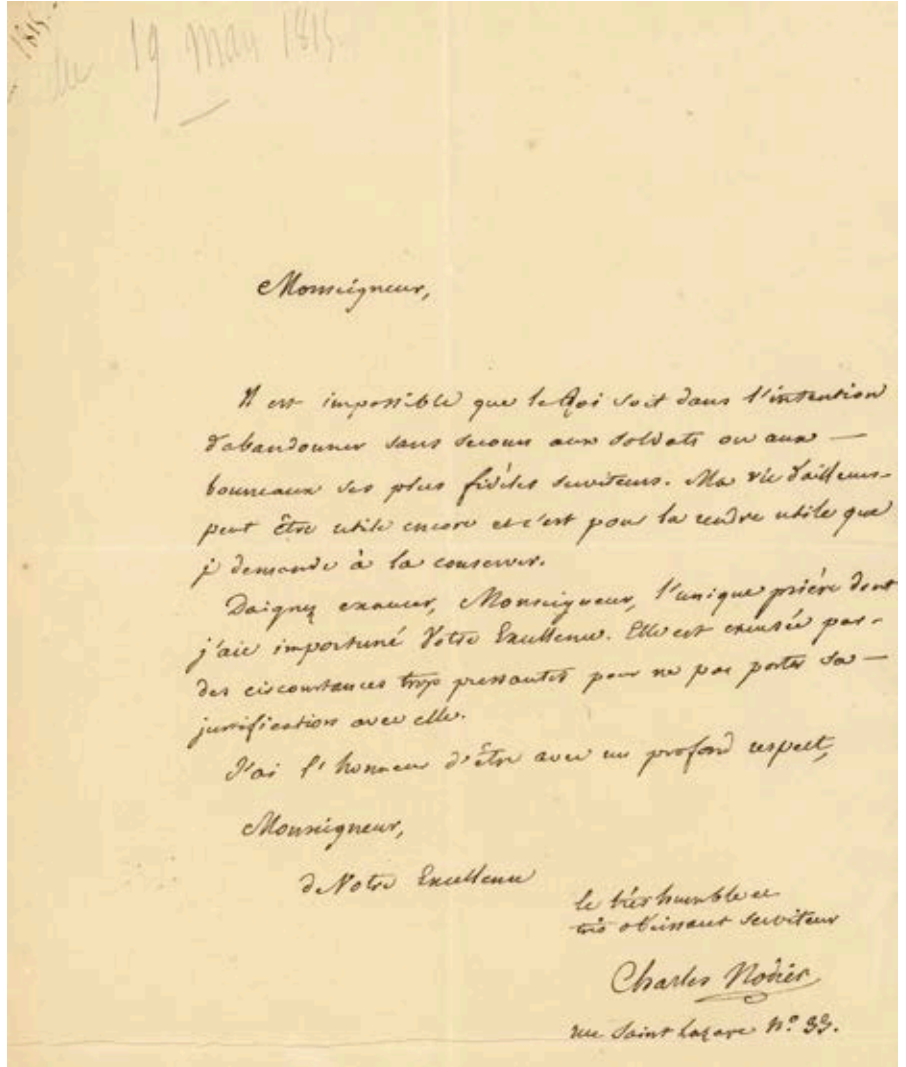 1815.
du 19 mars 1815.
Monseigneur,
Il est impossible que le Roi soit dans l'intention
d'abandonner sans secours aux soldats ou aux —
bourreaux ses plus fidèles serviteurs. Ma vie d'ailleurs-
peut être utile encore et c'est pour la rendre utile que
je demande à la conserver.
Daignez exaucer, Monseigneur, l'unique prière dont
j'aie importuné Votre Excellence. Elle est excusée par-
des circonstances trop pressantes pour ne pas porter sa —
justification avec elle.
J'ai l'honneur d'être avec un profond respect,
Monseigneur,
de Votre Excellence
le très humble et
très obéissant serviteur
Charles Nodier
rue Saint Lazare N.º 33.